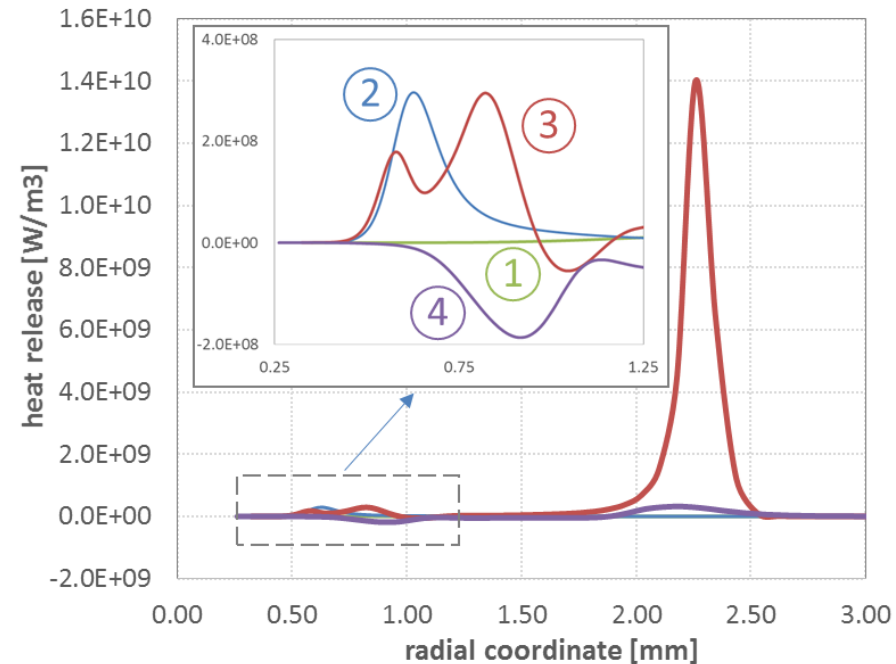 1.6E+10
1.4E+10
1.2E+10
1.0E+10
8.0E+09
6.0E+09
4.0E+09
2.0E+09
0.0E+00
-2.0E+09
heat release [W/m3]
4.0E+08
2.0E+08
0.0E+00
-2.0E+08
0.25 0.75 1.25
2
3
1
4
0.00 0.50 1.00 1.50 2.00 2.50 3.00
radial coordinate [mm]